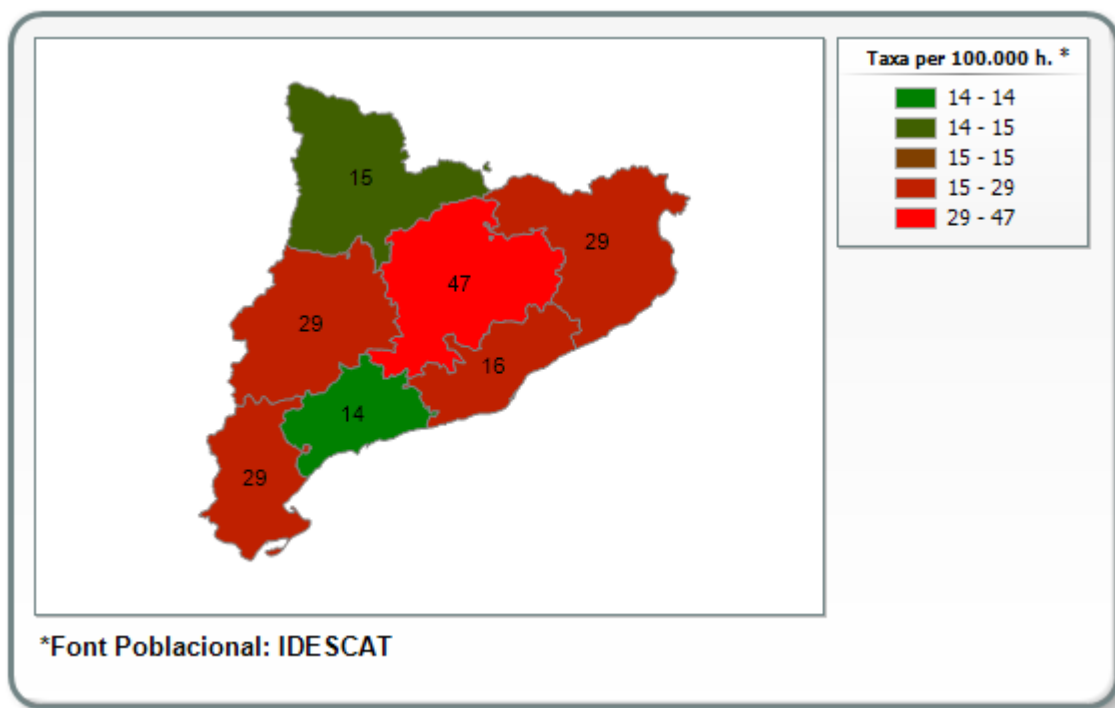 Taxa per 100.000 h. *
14 - 14
14 - 15
15 - 15
15 - 29
29 - 47
15
29
47
29
16
14
29
*Font Poblacional: IDESCAT